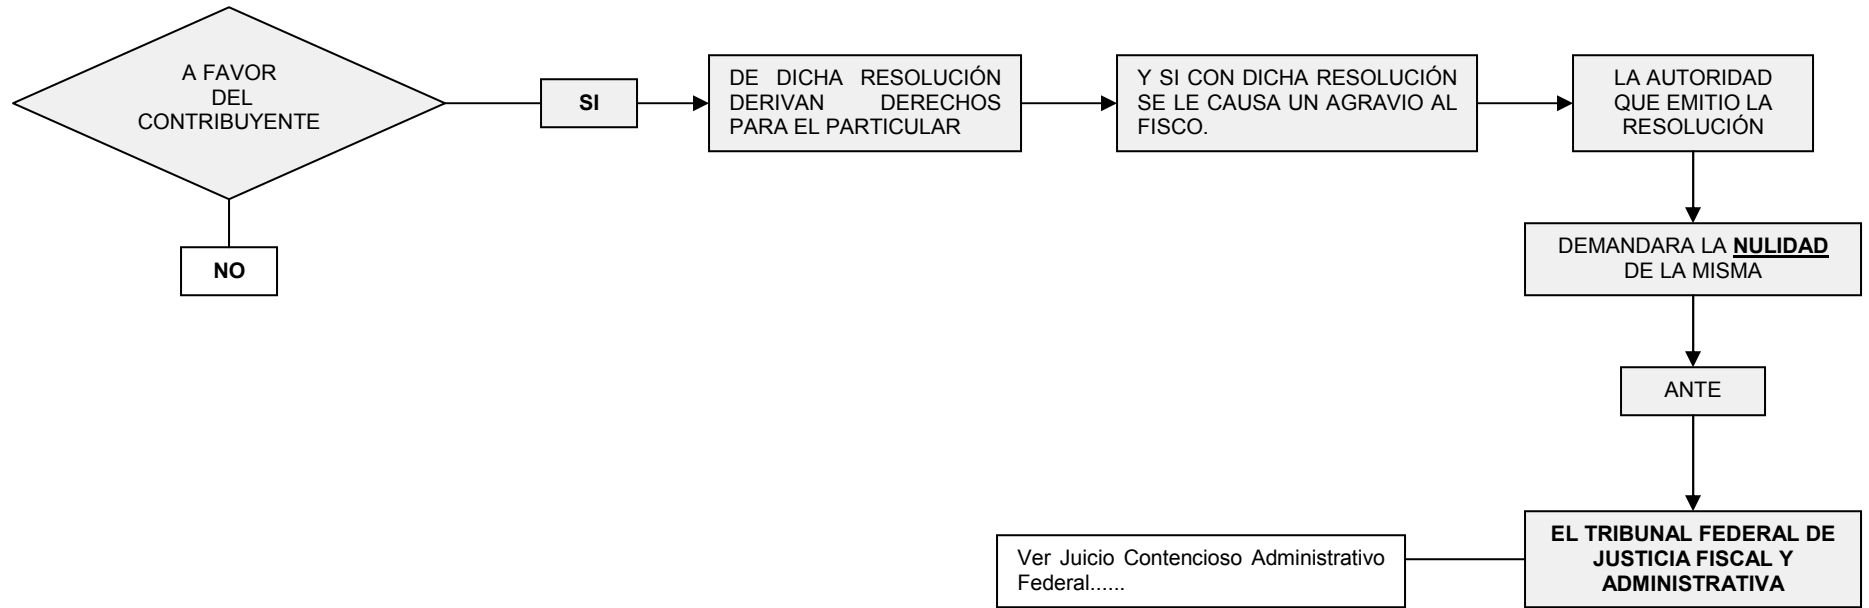 A FAVOR
DEL
CONTRIBUYENTE
SI
DE DICHA RESOLUCIÓN
DERIVAN DERECHOS
PARA EL PARTICULAR
Y SI CON DICHA RESOLUCIÓN
SE LE CAUSA UN AGRAVIO AL
FISCO.
LA AUTORIDAD
QUE EMITIO LA
RESOLUCIÓN
NO
DEMANDARA LA NULIDAD
DE LA MISMA
ANTE
EL TRIBUNAL FEDERAL DE
JUSTICIA FISCAL Y
ADMINISTRATIVA
Ver Juicio Contencioso Administrativo
Federal......